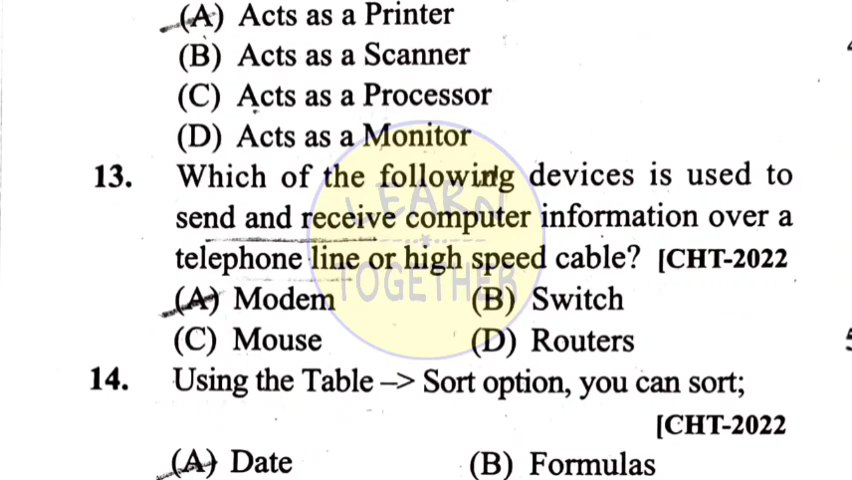 (A) Acts as a Printer
(B) Acts as a Scanner
(C) Acts as a Processor
(D) Acts as a Monitor
13. Which of the following devices is used to
send and receive computer information over a
telephone line or high speed cable? [CHT-2022
(A) Modem (B) Switch
(C) Mouse (D) Routers
14. Using the Table –> Sort option, you can sort;
[CHT-2022
(A) Date (B) Formulas
LEARN
TOGETHER